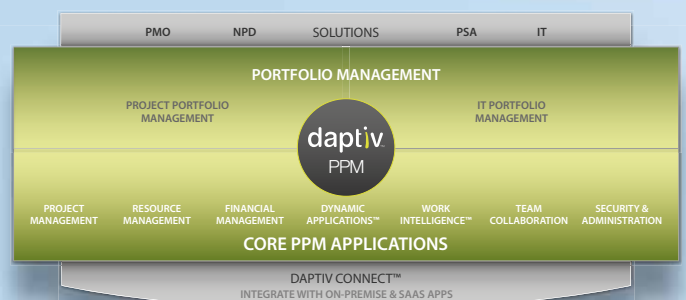 PMO NPD SOLUTIONS PSA IT
PORTFOLIO MANAGEMENT
PROJECT PORTFOLIO
MANAGEMENT
IT PORTFOLIO
MANAGEMENT
daptiv™
PPM
PROJECT
MANAGEMENT
RESOURCE
MANAGEMENT
FINANCIAL
MANAGEMENT
DYNAMIC
APPLICATIONS™
WORK
INTELLIGENCE™
TEAM
COLLABORATION
SECURITY &
ADMINISTRATION
CORE PPM APPLICATIONS
DAPTIV CONNECT™
INTEGRATE WITH ON-PREMISE & SAAS APPS